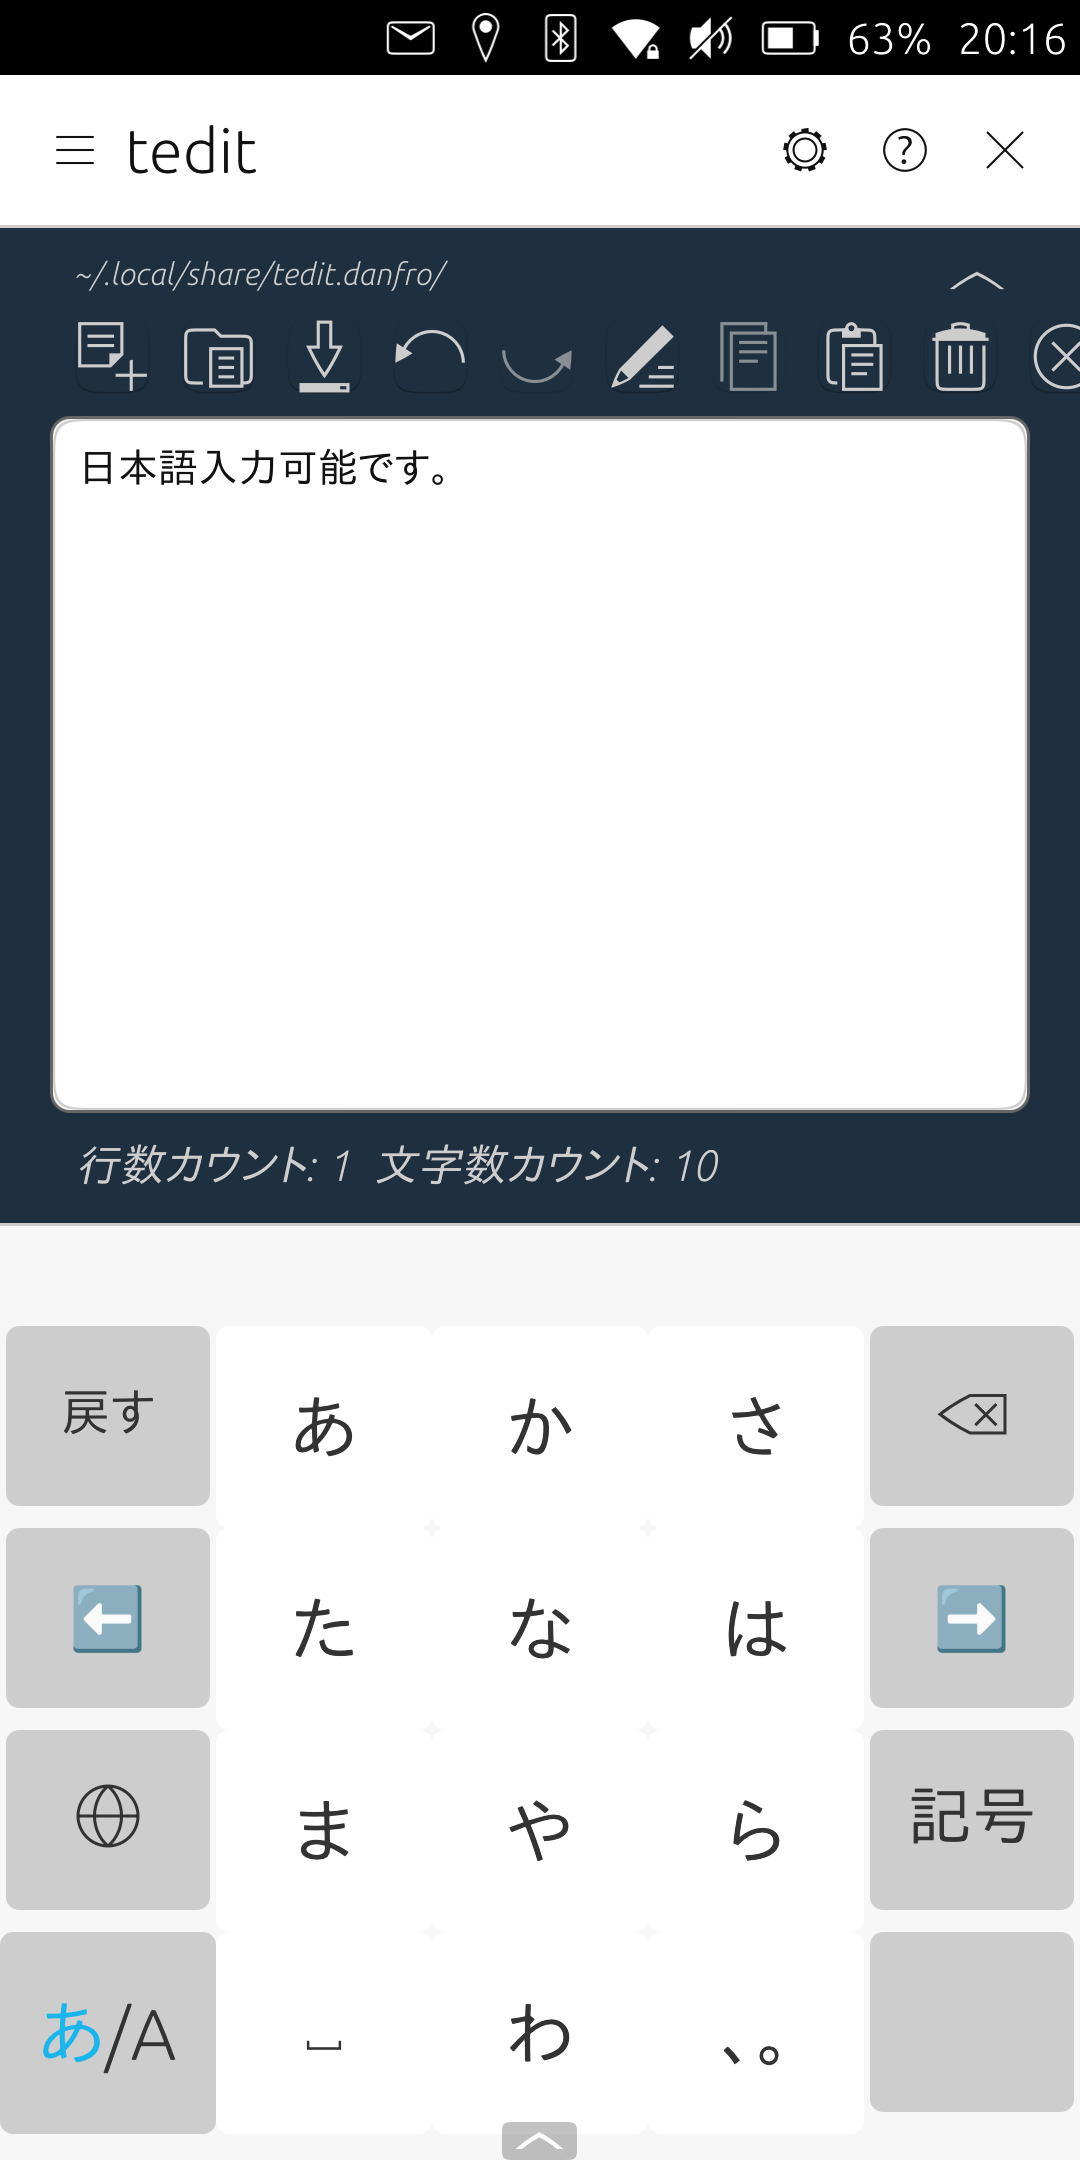 63% 20:16
tedit
~/.local/share/tedit.danfro/
日本語入力可能です。
行数カウント: 1 文字数カウント: 10
戻す あ か さ
た な は
ま や ら 記号
あ/A わ 、。